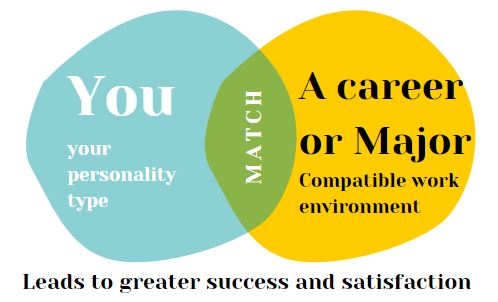 You
your
personality
type
MATCH
A career
or Major
Compatible work
environment
Leads to greater success and satisfaction